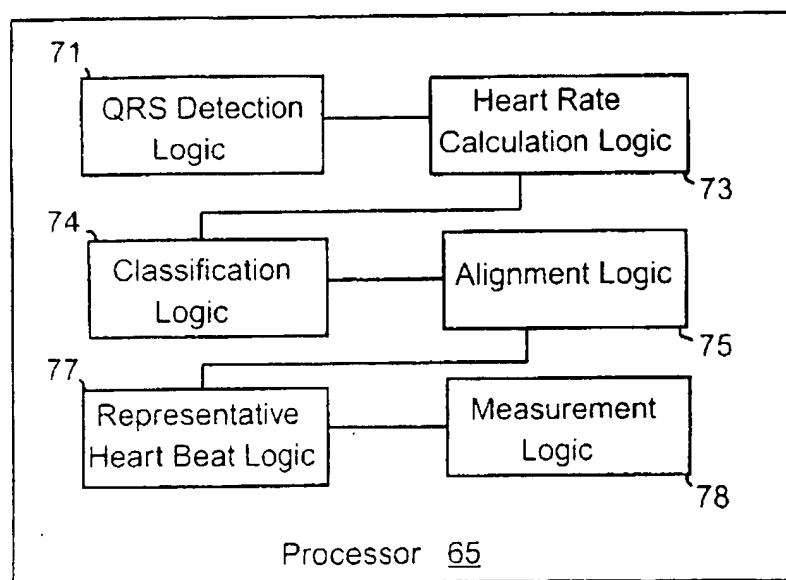 71
QRS Detection
Logic
Heart Rate
Calculation Logic
73
74
Classification
Logic
Alignment Logic
75
77
Representative
Heart Beat Logic
Measurement
Logic
78
Processor 65